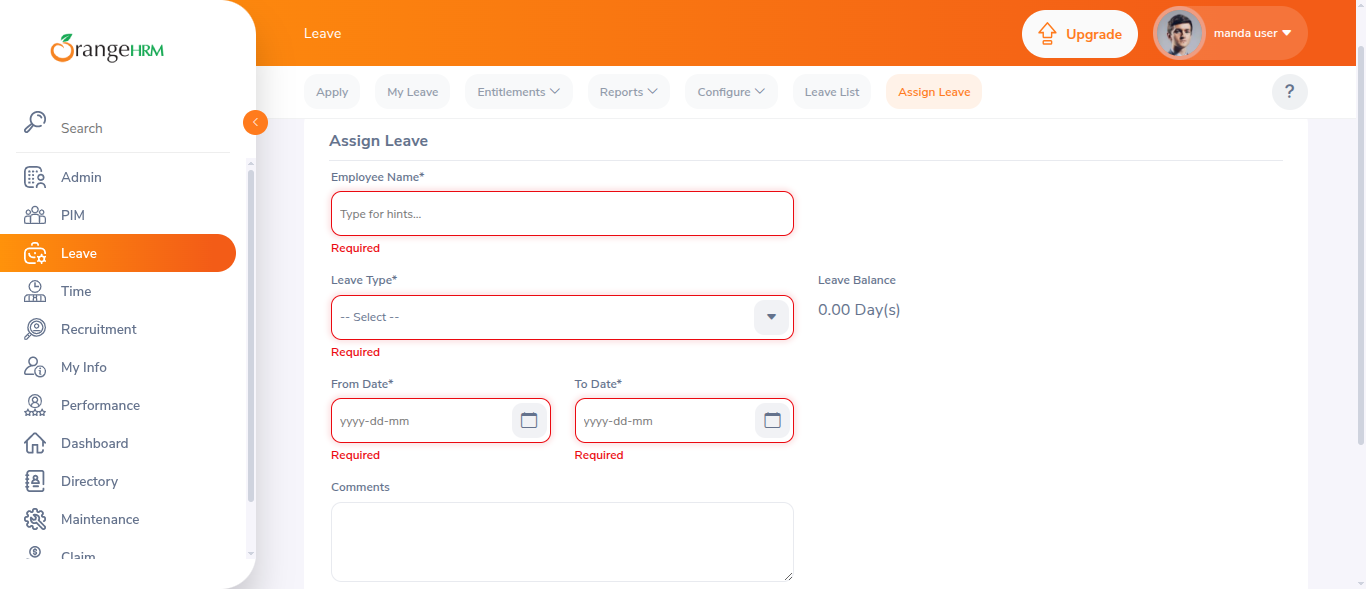 OrangeHRM
Search
Admin
PIM
Leave
Time
Recruitment
My Info
Performance
Dashboard
Directory
Maintenance
Claim
Leave
Upgrade
manda user
Apply
My Leave
Entitlements
Reports
Configure
Leave List
Assign Leave
?
Assign Leave
Employee Name*
Type for hints...
Required
Leave Type*
Leave Balance
-- Select --
0.00 Day(s)
Required
From Date*
To Date*
yyyy-dd-mm
yyyy-dd-mm
Required
Required
Comments